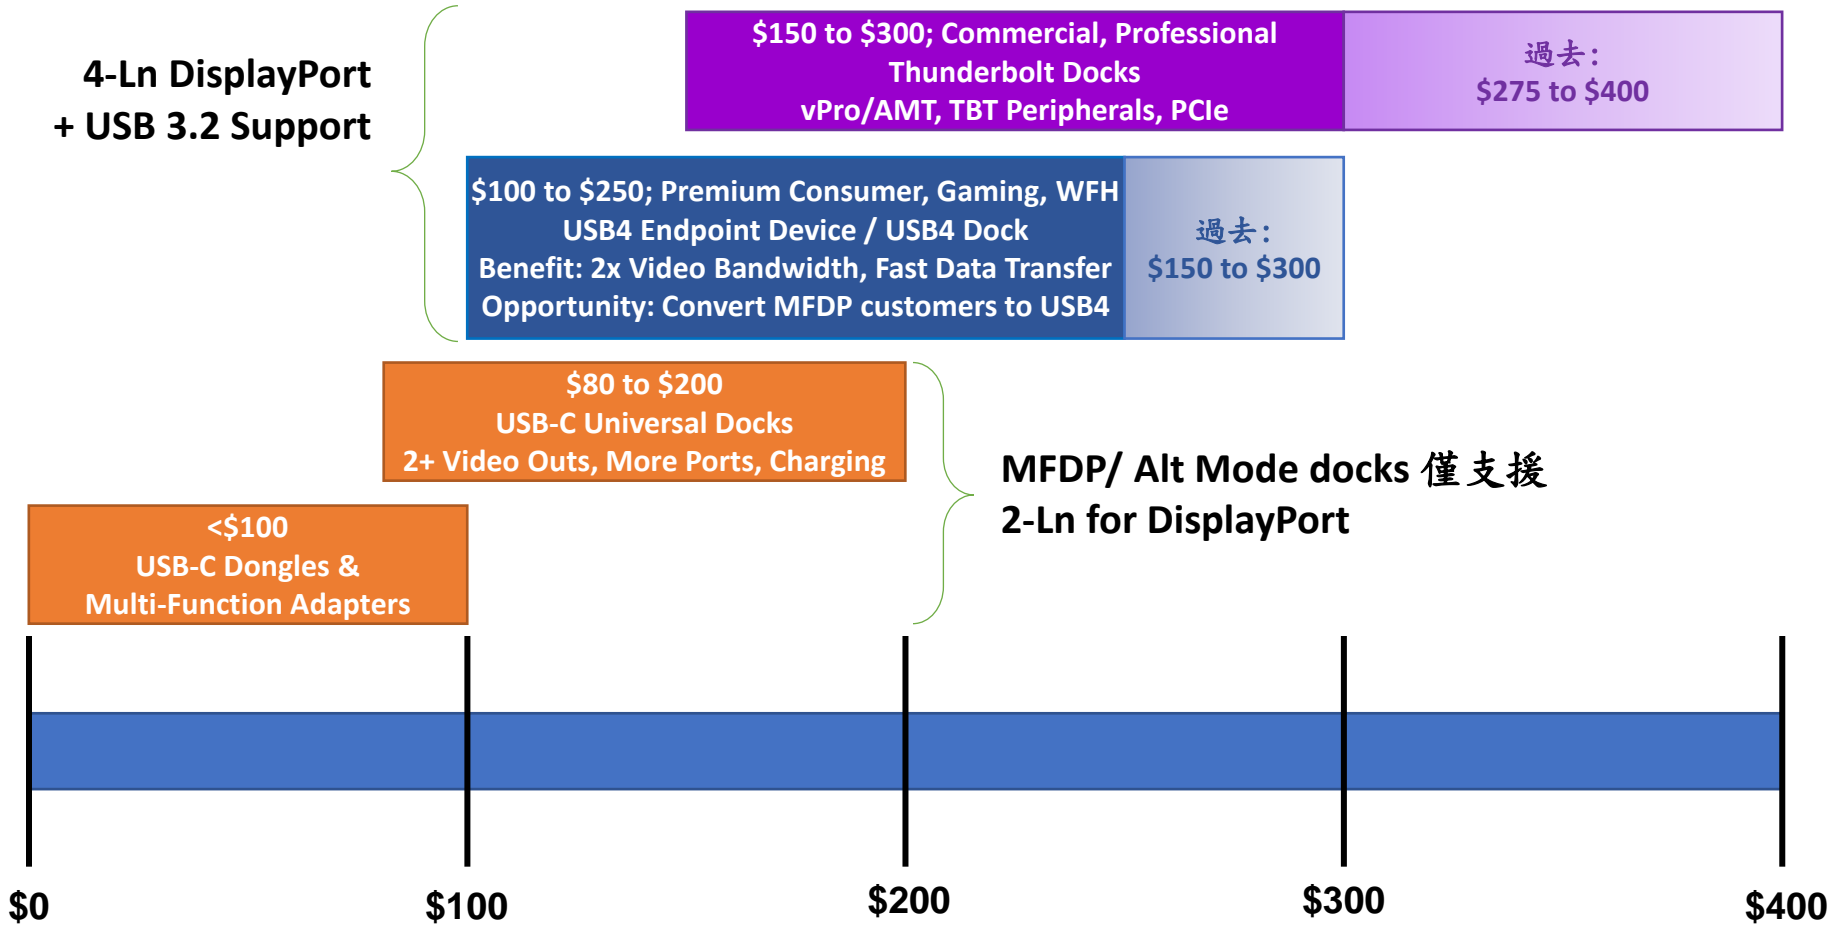 4-Ln DisplayPort
+ USB 3.2 Support
$150 to $300; Commercial, Professional
Thunderbolt Docks
vPro/AMT, TBT Peripherals, PCIe
過去:
$275 to $400
$100 to $250; Premium Consumer, Gaming, WFH
USB4 Endpoint Device / USB4 Dock
Benefit: 2x Video Bandwidth, Fast Data Transfer
Opportunity: Convert MFDP customers to USB4
過去:
$150 to $300
$80 to $200
USB-C Universal Docks
2+ Video Outs, More Ports, Charging
MFDP/ Alt Mode docks 僅支援
2-Ln for DisplayPort
<$100
USB-C Dongles &
Multi-Function Adapters
$0
$100
$200
$300
$400